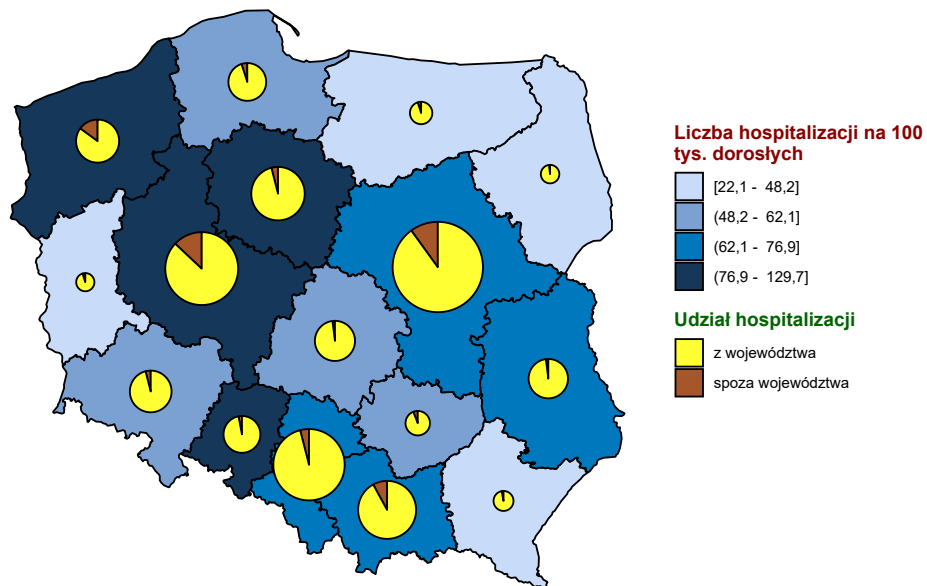 Liczba hospitalizacji na 100
tys. dorosłych
[22,1 - 48,2]
(48,2 - 62,1]
(62,1 - 76,9]
(76,9 - 129,7]
Udział hospitalizacji
z województwa
spoza województwa